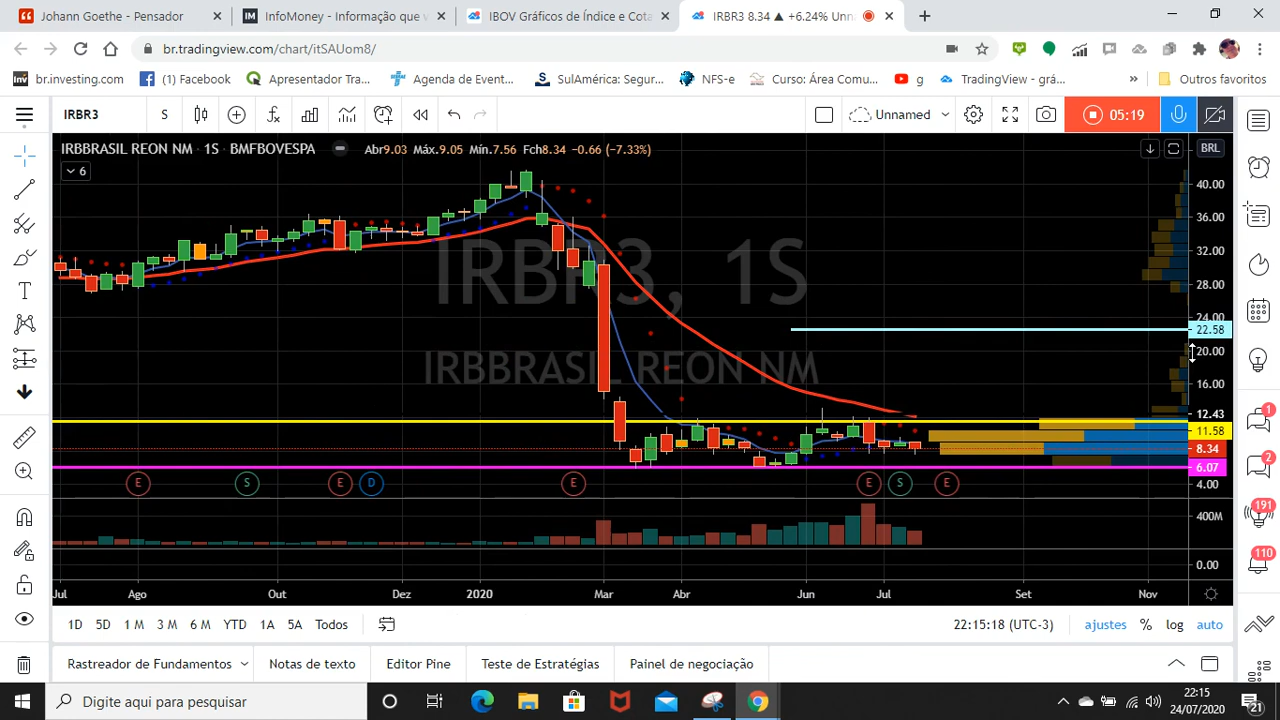 Johann Goethe - Pensador
InfoMoney - Informação que v
IBOV Gráficos de Índice e Cota
IRBR3 8.34 ▲ +6.24% Unn
br.tradingview.com/chart/itSAUom8/
br.investing.com
(1) Facebook
Apresentador Tra...
Agenda de Event...
SulAmérica: Segur...
NFS-e
Curso: Área Comu...
g
TradingView - grá...
»
Outros favoritos
IRBR3
S
Unnamed
05:19
IRBBRASIL REON NM · 1S · BMFBOVESPA
Abr9.03 Máx.9.05 Mín.7.56 Fch8.34 -0.66 (-7.33%)
BRL
6
40.00
36.00
32.00
28.00
24.00
22.58
20.00
16.00
12.43
11.58
8.34
6.07
4.00
400M
0.00
IRBR3, 1S
IRBBRASIL REON NM
E S E D E E S E
Jul Ago Out Dez 2020 Mar Abr Jun Jul Set Nov
1D 5D 1 M 3 M 6 M YTD 1A 5A Todos
22:15:18 (UTC-3)
ajustes % log auto
Rastreador de Fundamentos
Notas de texto
Editor Pine
Teste de Estratégias
Painel de negociação
1
2
191
110
Digite aqui para pesquisar
22:15
24/07/2020
21